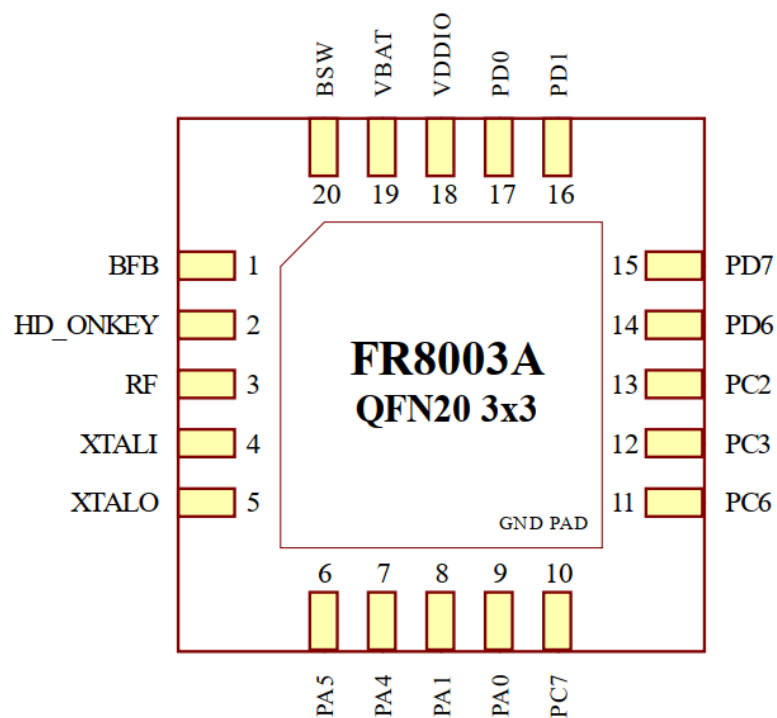 BSW VBAT VDDIO PD0 PD1
20 19 18 17 16
BFB 1 15 PD7
HD_ONKEY 2 14 PD6
RF 3 13 PC2
XTALI 4 12 PC3
XTALO 5 11 PC6
FR8003A
QFN20 3x3
GND PAD
6 7 8 9 10
PA5 PA4 PA1 PA0 PC7